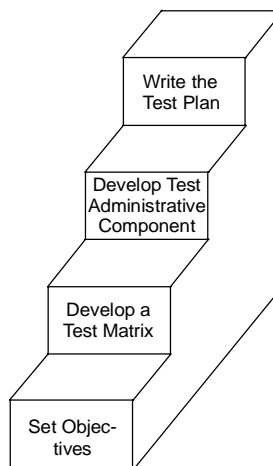 Write the
Test Plan
Develop Test
Administrative
Component
Develop a
Test Matrix
Set Objec-
tives